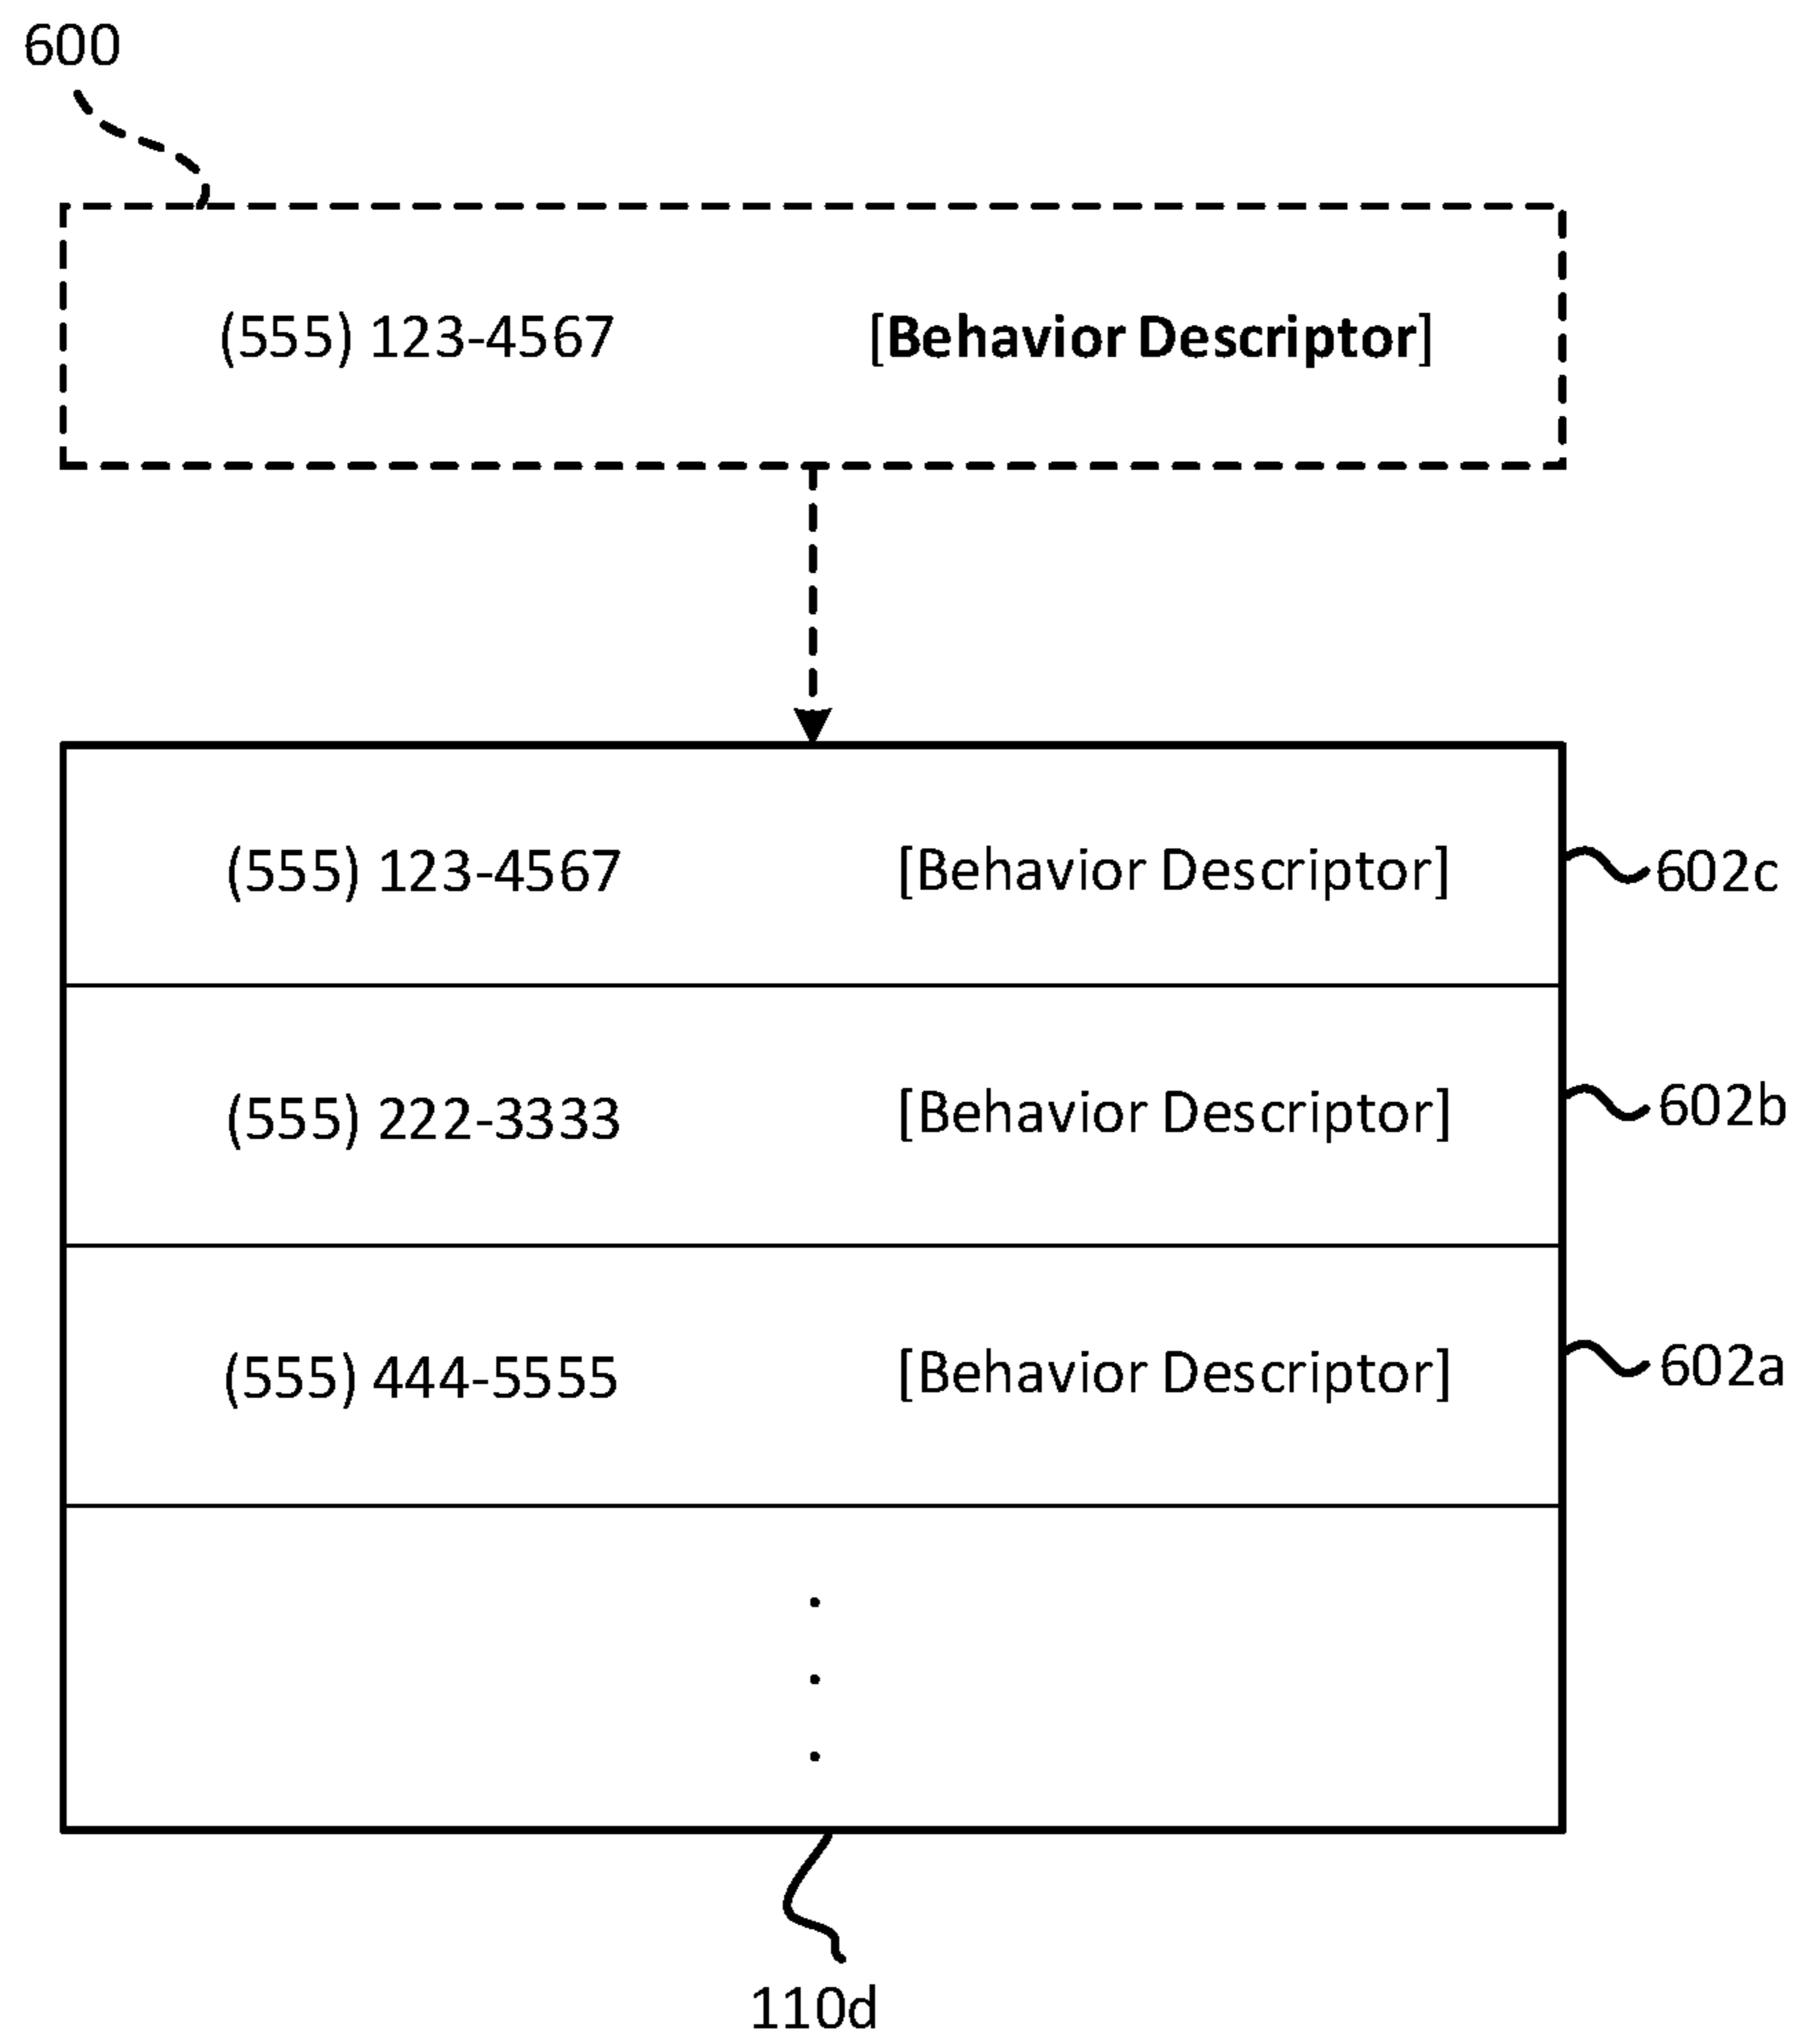 600
(555) 123-4567 [Behavior Descriptor]
(555) 123-4567 [Behavior Descriptor] 602c
(555) 222-3333 [Behavior Descriptor] 602b
(555) 444-5555 [Behavior Descriptor] 602a
110d